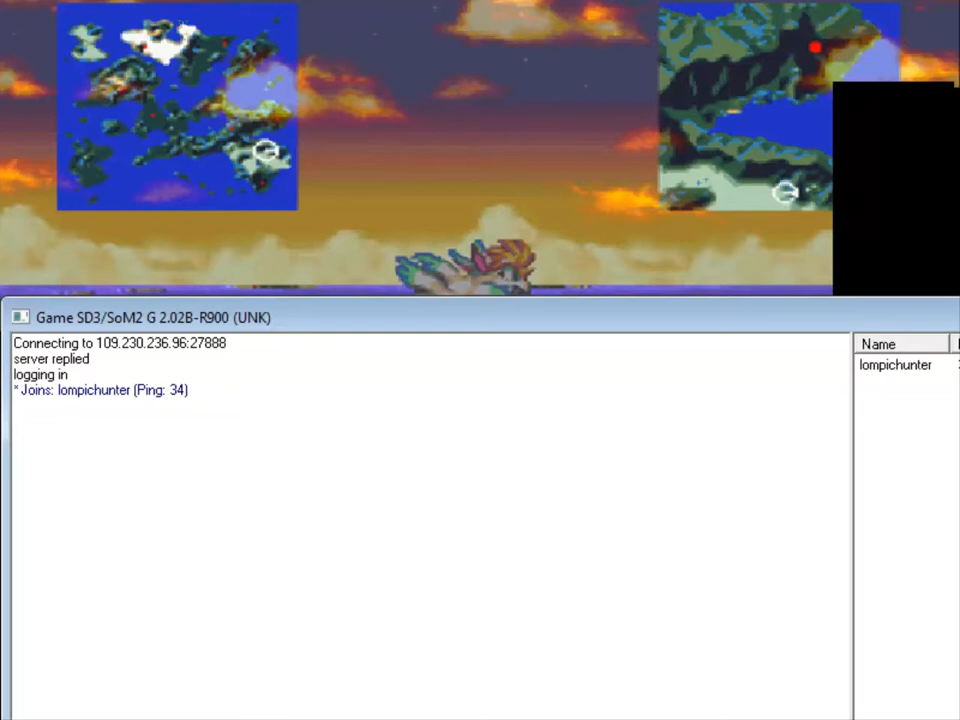 Game SD3/SoM2 G 2.02B-R900 (UNK)
Connecting to 109.230.236.96:27888
server replied
logging in
* Joins: lompichunter (Ping: 34)
Name
lompichunter